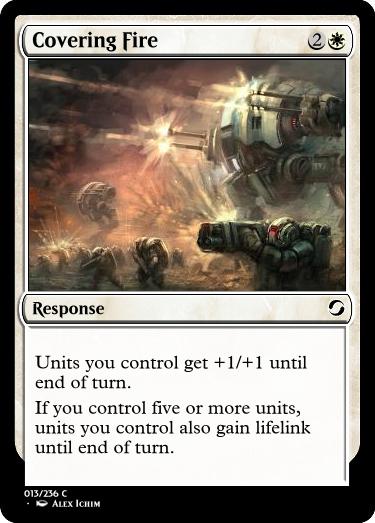 Covering Fire 2
Response
Units you control get +1/+1 until
end of turn.
If you control five or more units,
units you control also gain lifelink
until end of turn.
013/236 C
· Alex Ichim